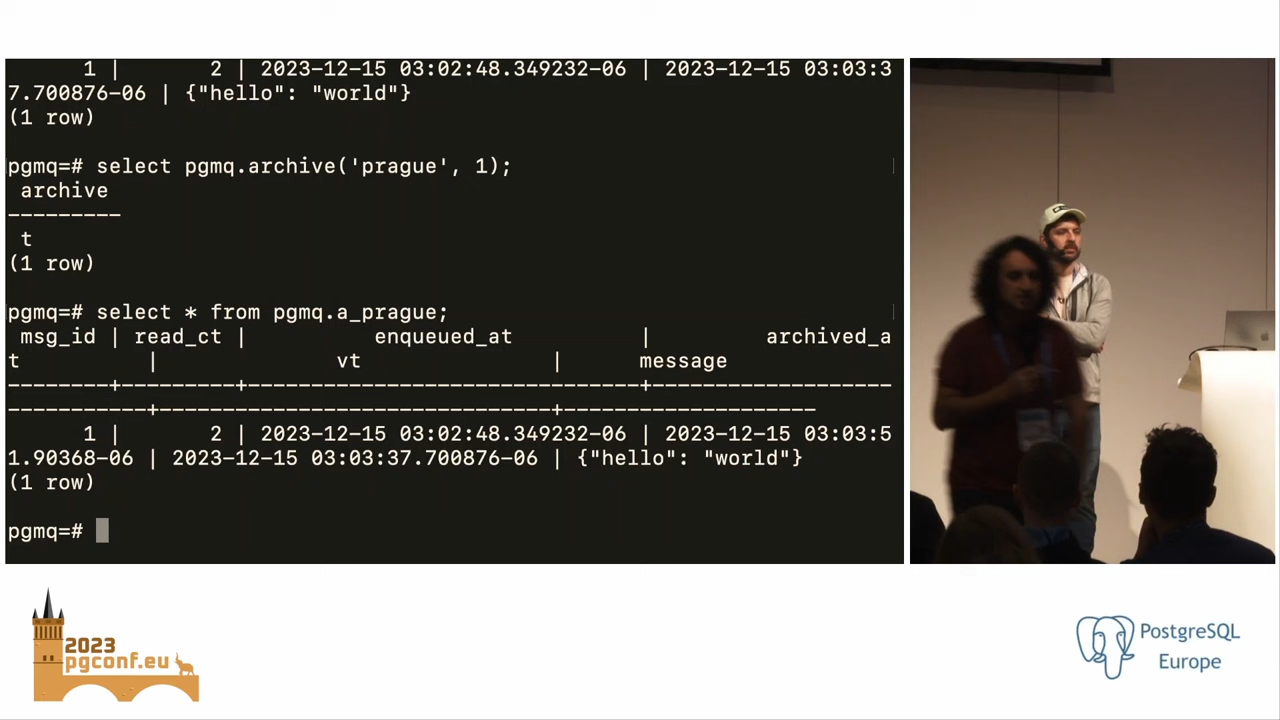 1 | 2 | 2023-12-15 03:02:48.349232-06 | 2023-12-15 03:03:3
7.700876-06 | {"hello": "world"}
(1 row)
pgmq=# select pgmq.archive('prague', 1);
archive
---------
t
(1 row)
pgmq=# select * from pgmq.a_prague;
msg_id | read_ct | enqueued_at | archived_a
t | vt | message
--------+---------+-------------------------------+-------------------
-----------+-------------------------------+--------------------
1 | 2 | 2023-12-15 03:02:48.349232-06 | 2023-12-15 03:03:5
1.90368-06 | 2023-12-15 03:03:37.700876-06 | {"hello": "world"}
(1 row)
pgmq=#
2023
pgconf.eu
PostgreSQL
Europe